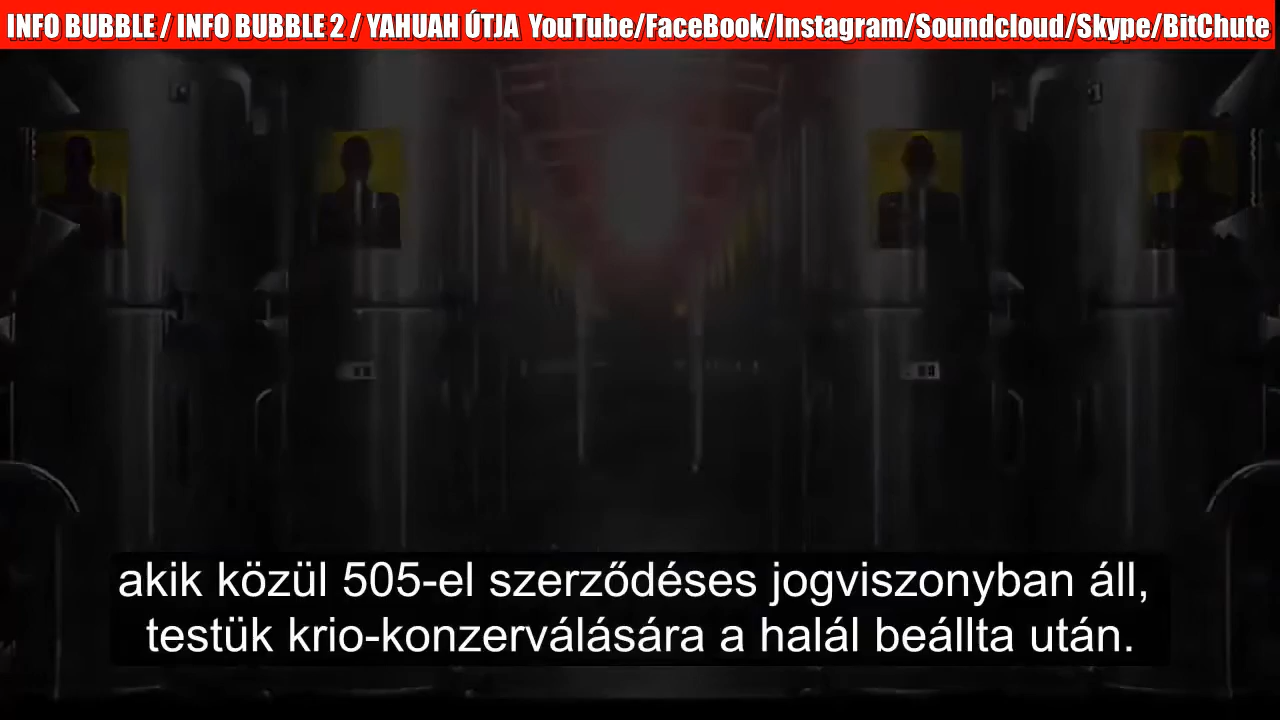 INFO BUBBLE / INFO BUBBLE 2 / YAHUAH ÚTJA YouTube/FaceBook/Instagram/Soundcloud/Skype/BitChute
akik közül 505-el szerződéses jogviszonyban áll,
testük krio-konzerválására a halál beállta után.